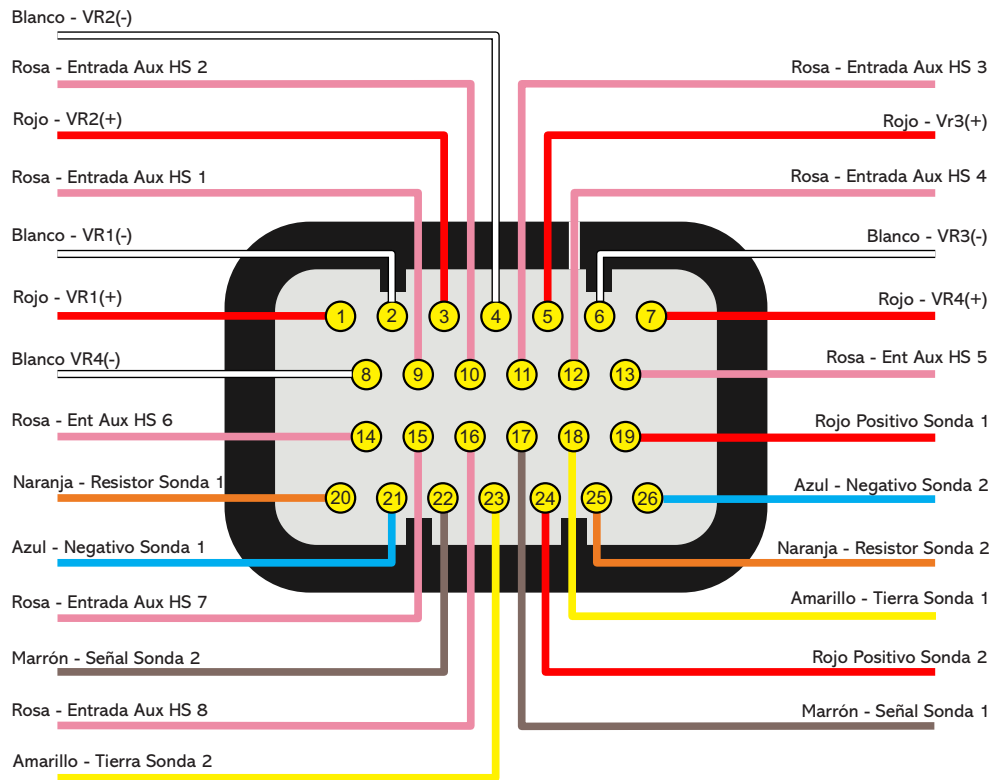 Blanco - VR2(-)
Rosa - Entrada Aux HS 2
Rosa - Entrada Aux HS 3
Rojo - VR2(+)
Rojo - Vr3(+)
Rosa - Entrada Aux HS 1
Rosa - Entrada Aux HS 4
Blanco - VR1(-)
Blanco - VR3(-)
Rojo - VR1(+)
Rojo - VR4(+)
1 2 3 4 5 6 7
Blanco VR4(-)
Rosa - Ent Aux HS 5
8 9 10 11 12 13
Rosa - Ent Aux HS 6
Rojo Positivo Sonda 1
14 15 16 17 18 19
Naranja - Resistor Sonda 1
Azul - Negativo Sonda 2
20 21 22 23 24 25 26
Azul - Negativo Sonda 1
Naranja - Resistor Sonda 2
Rosa - Entrada Aux HS 7
Amarillo - Tierra Sonda 1
Marrón - Señal Sonda 2
Rojo Positivo Sonda 2
Rosa - Entrada Aux HS 8
Marrón - Señal Sonda 1
Amarillo - Tierra Sonda 2